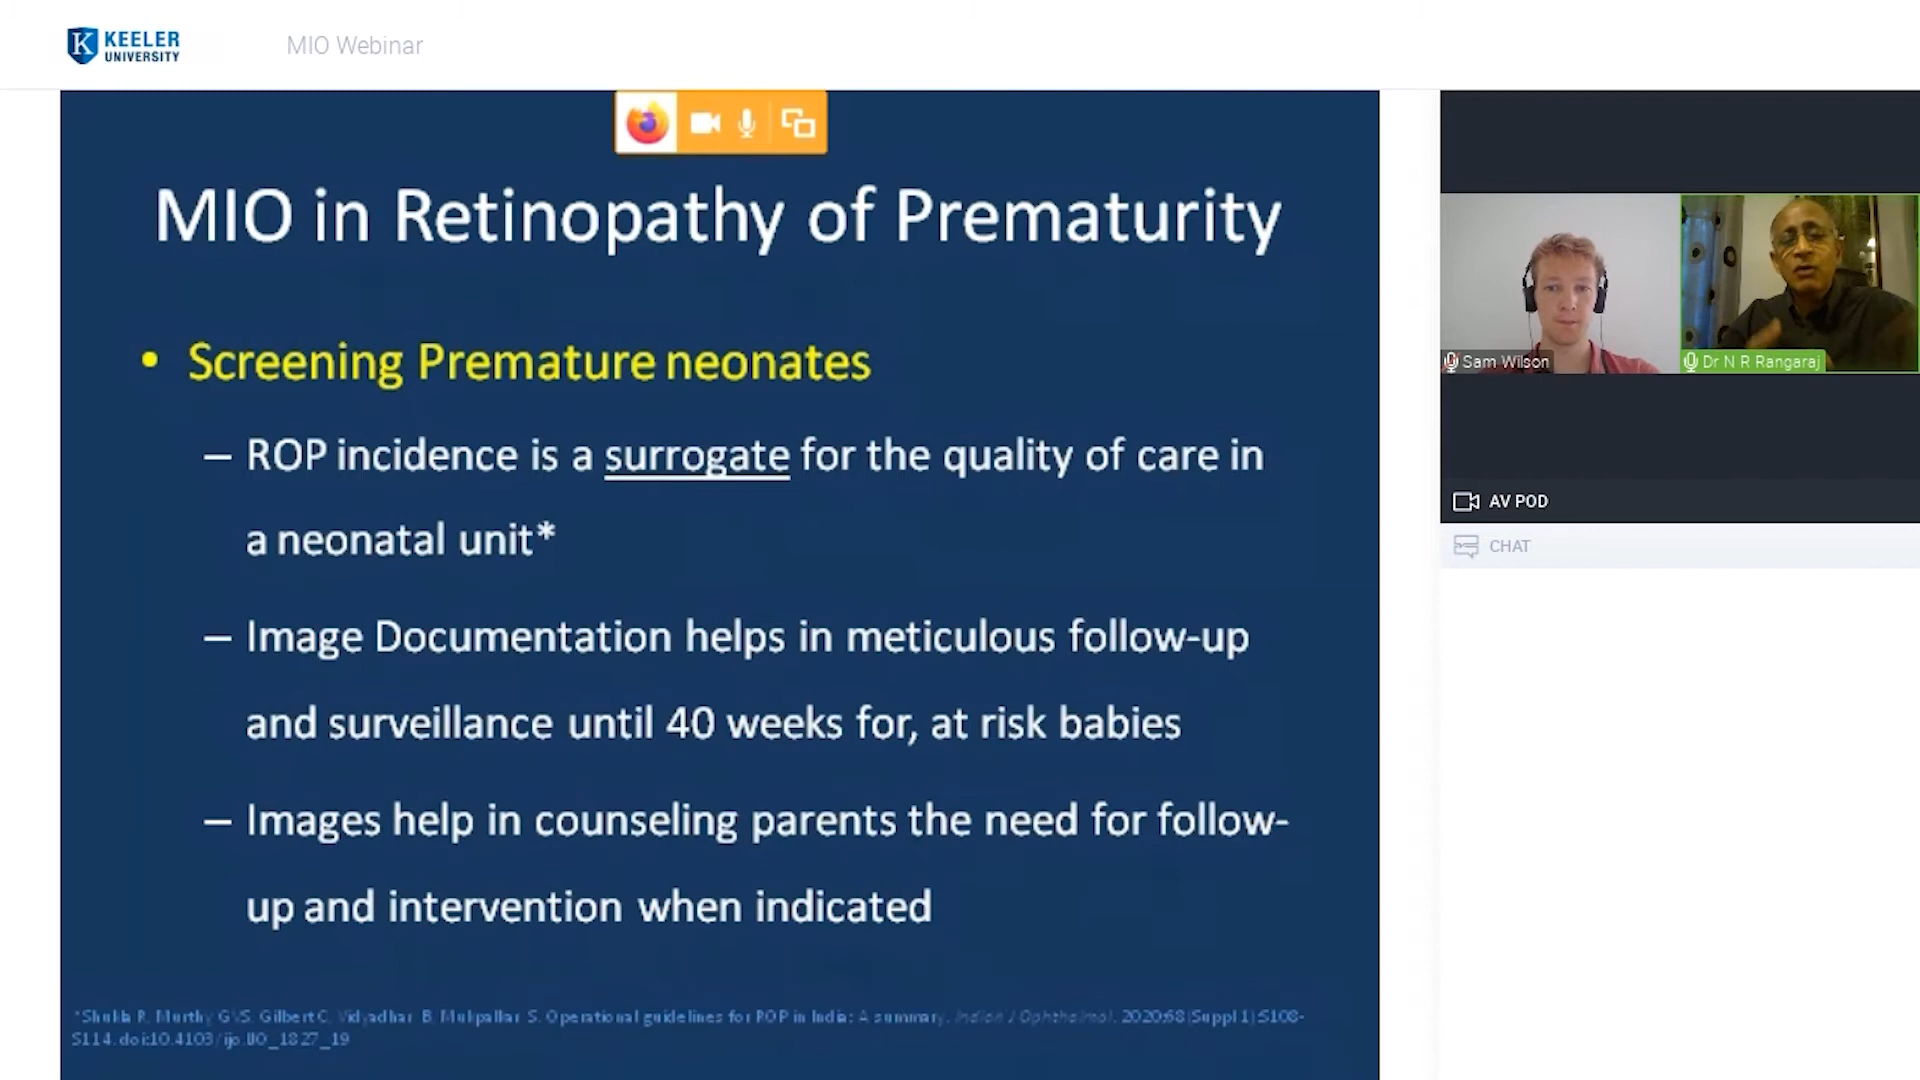 KEELER
UNIVERSITY
MIO Webinar
MIO in Retinopathy of Prematurity
• Screening Premature neonates
– ROP incidence is a surrogate for the quality of care in
a neonatal unit*
– Image Documentation helps in meticulous follow-up
and surveillance until 40 weeks for, at risk babies
– Images help in counseling parents the need for follow-
up and intervention when indicated
*Shukla R, Murthy GVS, Gilbert C, Vidyadhar B, Mukpalkar S. Operational guidelines for ROP in India: A summary. Indian J Ophthalmol. 2020;68(Suppl 1):S108-
S114. doi:10.4103/ijo.IJO_1827_19
Sam Wilson
Dr N R Rangaraj
AV POD
CHAT